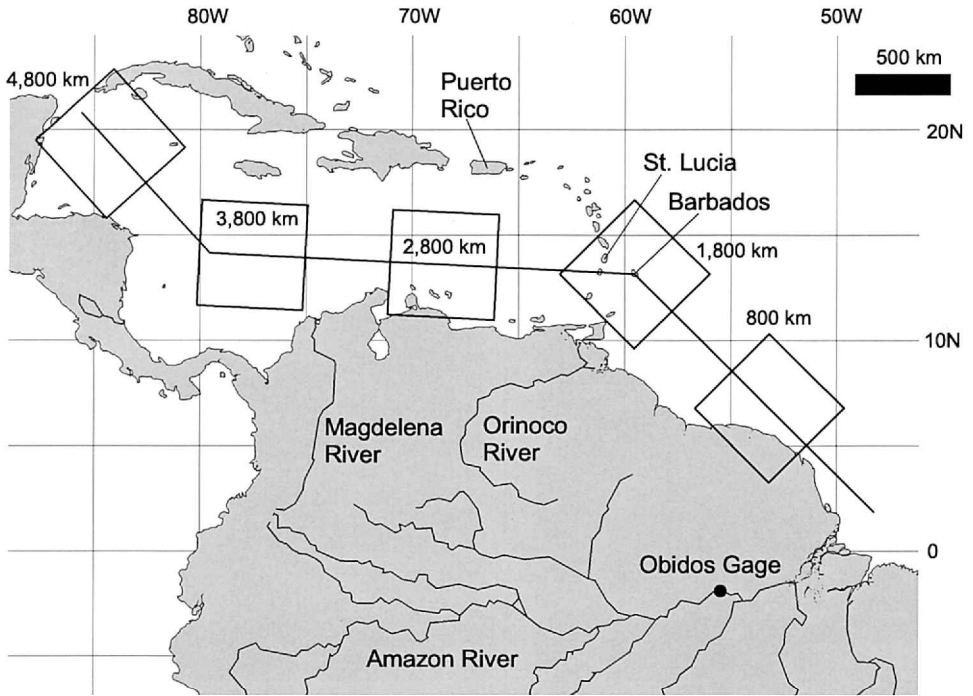 80W
70W
60W
50W
4,800 km
500 km
Puerto
Rico
20N
St. Lucia
Barbados
3,800 km
2,800 km
1,800 km
800 km
10N
Magdelena
River
Orinoco
River
0
Obidos Gage
Amazon River